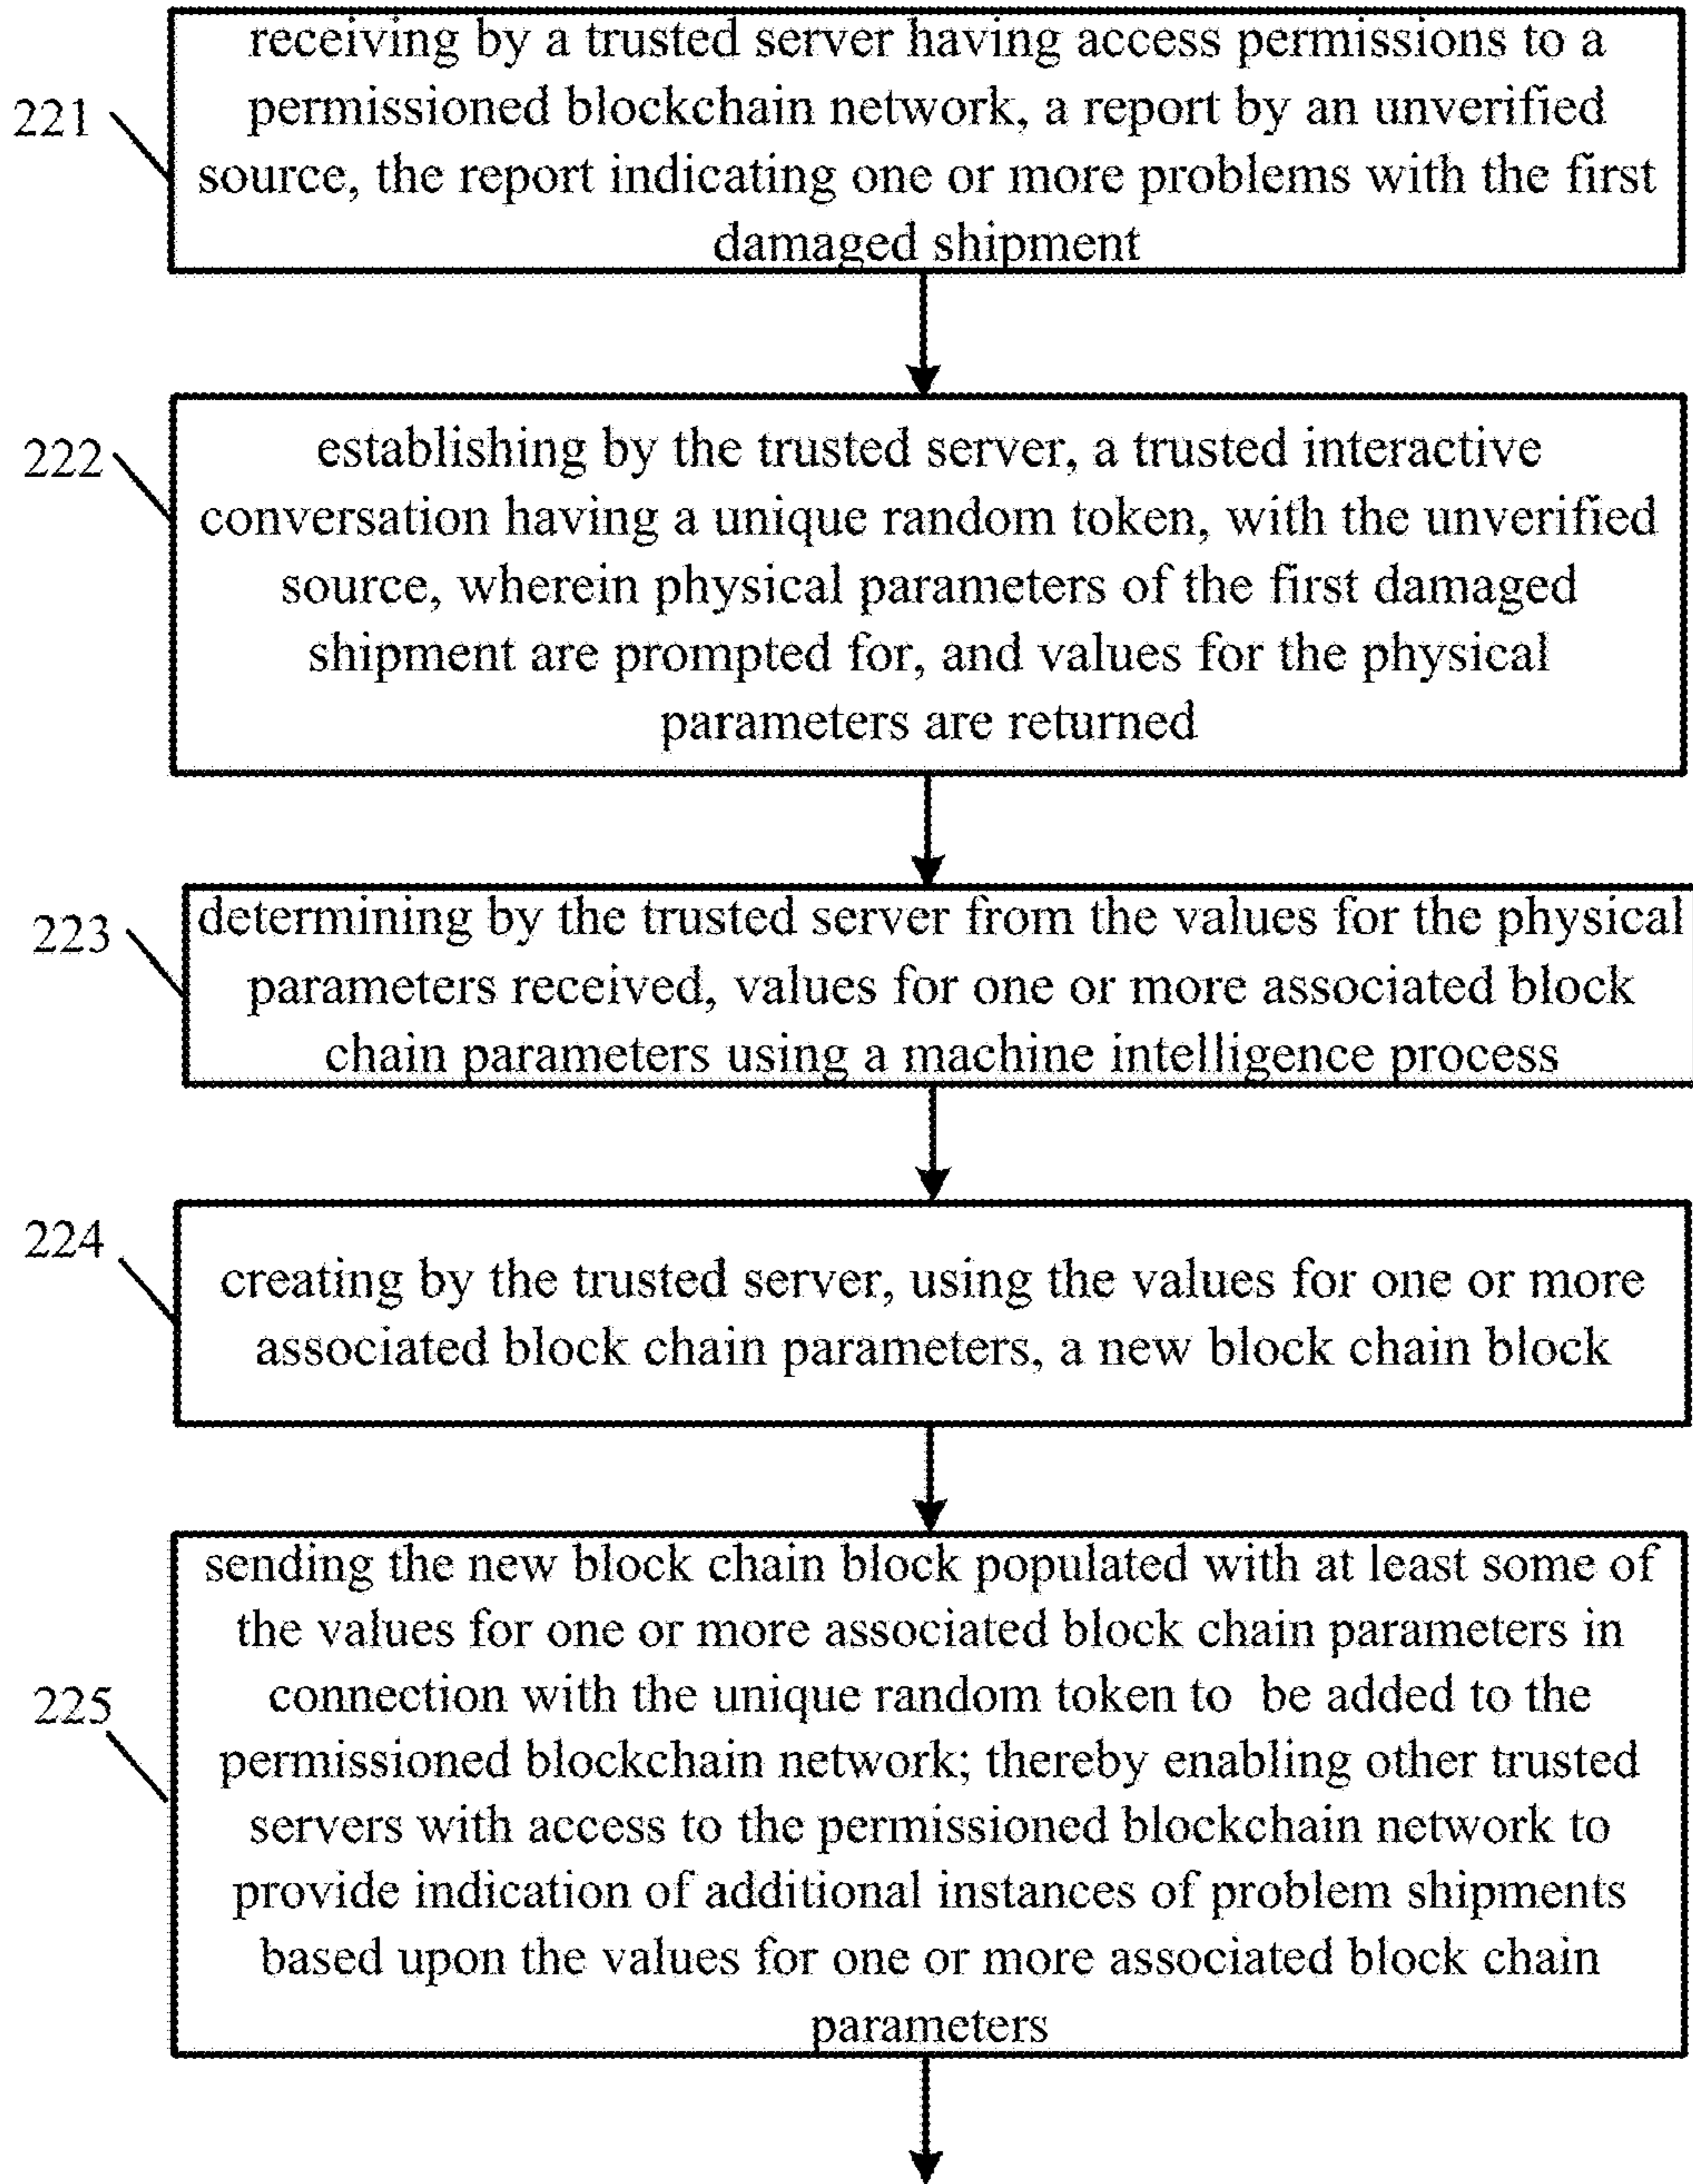 receiving by a trusted server having access permissions to a
221
permissioned blockchain network, a report by an unverified
source, the report indicating one or more problems with the first
damaged shipment
222
establishing by the trusted server, a trusted interactive
conversation having a unique random token, with the unverified
source, wherein physical parameters of the first damaged
shipment are prompted for, and values for the physical
parameters are returned
223
determining by the trusted server from the values for the physical
parameters received, values for one or more associated block
chain parameters using a machine intelligence process
224
creating by the trusted server, using the values for one or more
associated block chain parameters, a new block chain block
225
sending the new block chain block populated with at least some of
the values for one or more associated block chain parameters in
connection with the unique random token to be added to the
permissioned blockchain network; thereby enabling other trusted
servers with access to the permissioned blockchain network to
provide indication of additional instances of problem shipments
based upon the values for one or more associated block chain
parameters